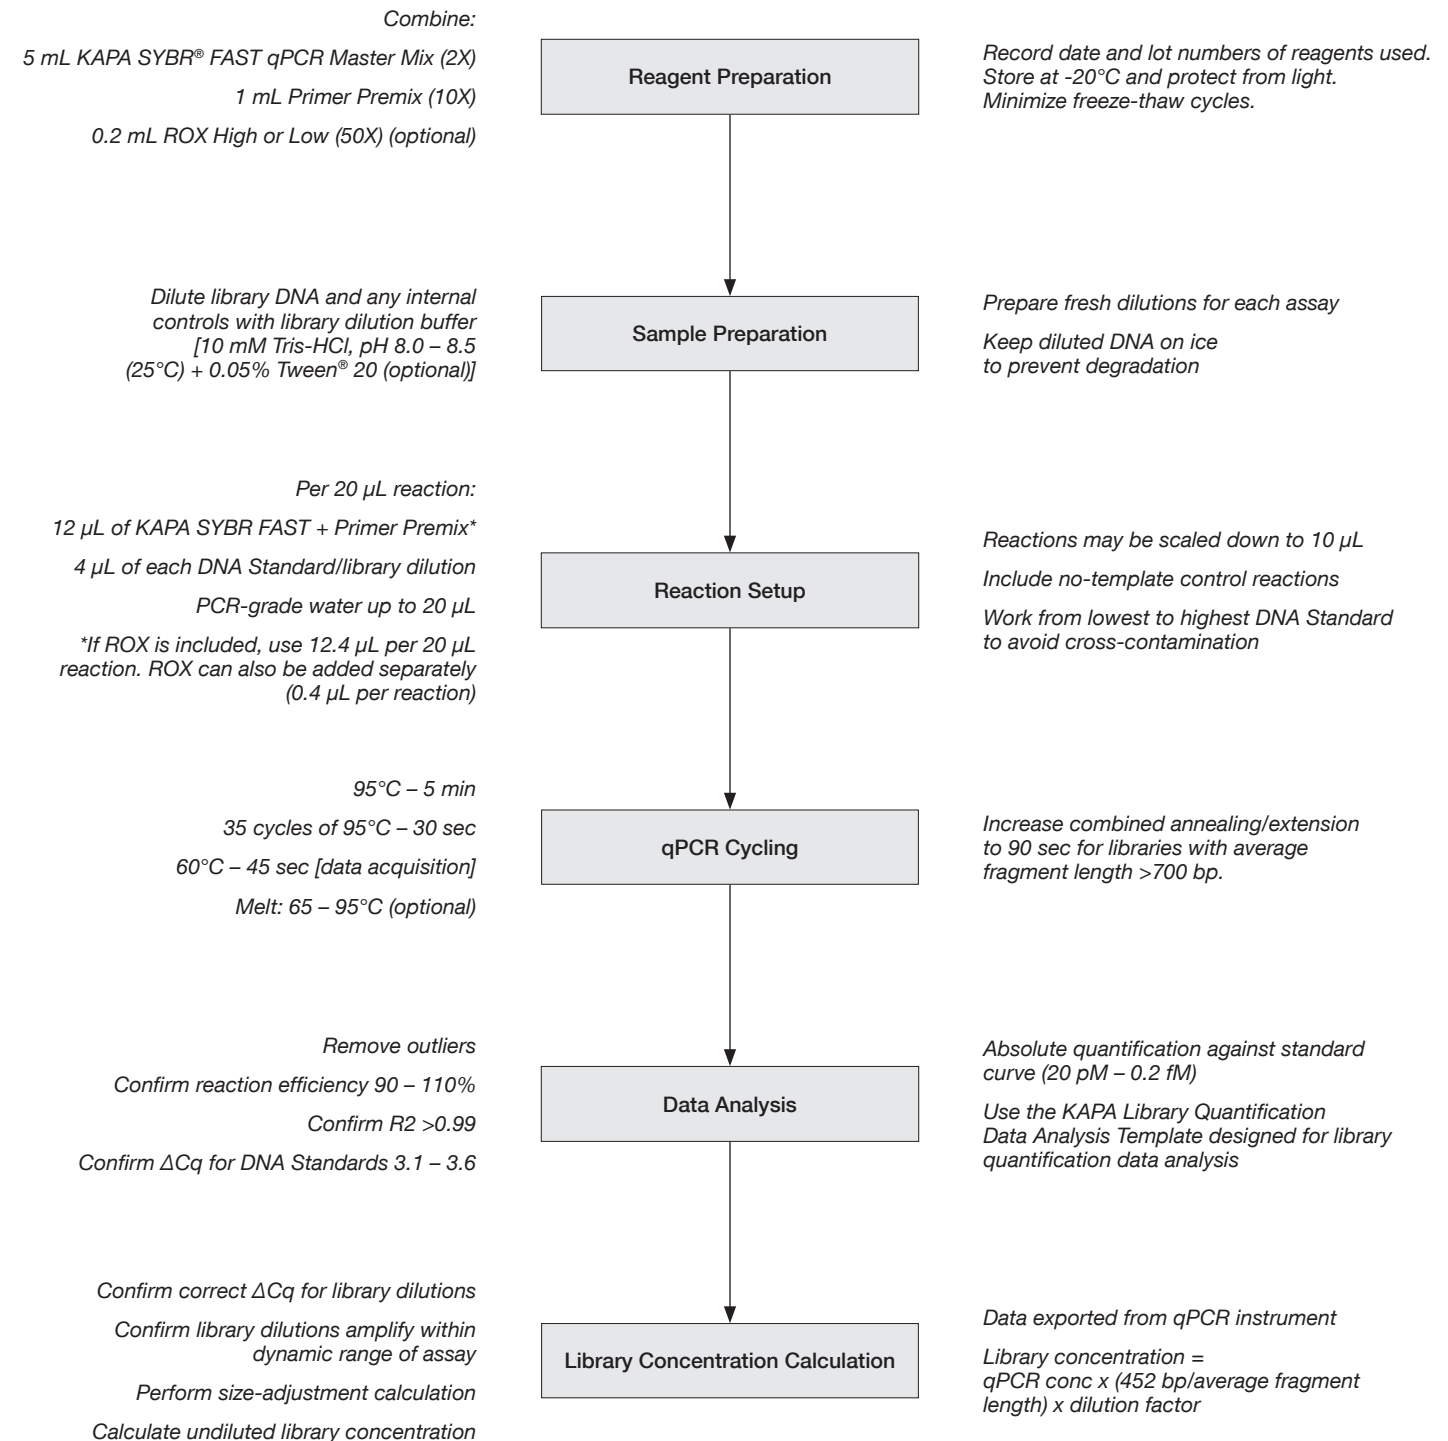 Combine:
5 mL KAPA SYBR® FAST qPCR Master Mix (2X)
1 mL Primer Premix (10X)
0.2 mL ROX High or Low (50X) (optional)
Reagent Preparation
Record date and lot numbers of reagents used.
Store at -20°C and protect from light.
Minimize freeze-thaw cycles.
Dilute library DNA and any internal
controls with library dilution buffer
[10 mM Tris-HCl, pH 8.0 – 8.5
(25°C) + 0.05% Tween® 20 (optional)]
Sample Preparation
Prepare fresh dilutions for each assay
Keep diluted DNA on ice
to prevent degradation
Per 20 µL reaction:
12 µL of KAPA SYBR FAST + Primer Premix*
4 µL of each DNA Standard/library dilution
PCR-grade water up to 20 µL
*If ROX is included, use 12.4 µL per 20 µL
reaction. ROX can also be added separately
(0.4 µL per reaction)
Reaction Setup
Reactions may be scaled down to 10 µL
Include no-template control reactions
Work from lowest to highest DNA Standard
to avoid cross-contamination
95°C – 5 min
35 cycles of 95°C – 30 sec
60°C – 45 sec [data acquisition]
Melt: 65 – 95°C (optional)
qPCR Cycling
Increase combined annealing/extension
to 90 sec for libraries with average
fragment length >700 bp.
Remove outliers
Confirm reaction efficiency 90 – 110%
Confirm R2 >0.99
Confirm ΔCq for DNA Standards 3.1 – 3.6
Data Analysis
Absolute quantification against standard
curve (20 pM – 0.2 fM)
Use the KAPA Library Quantification
Data Analysis Template designed for library
quantification data analysis
Confirm correct ΔCq for library dilutions
Confirm library dilutions amplify within
dynamic range of assay
Perform size-adjustment calculation
Calculate undiluted library concentration
Library Concentration Calculation
Data exported from qPCR instrument
Library concentration =
qPCR conc x (452 bp/average fragment
length) x dilution factor